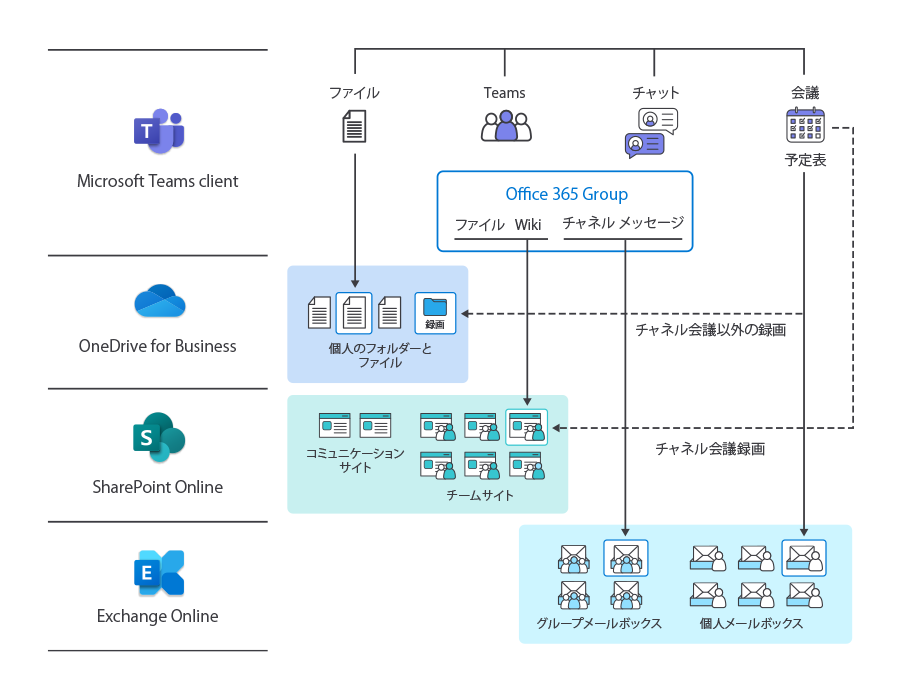 ファイル
Teams
チャット
会議
T
予定表
Microsoft Teams client
Office 365 Group
ファイル Wiki
チャネル メッセージ
録画
OneDrive for Business
個人のフォルダーと
ファイル
チャネル会議以外の録画
S
SharePoint Online
コミュニケーション
サイト
チームサイト
チャネル会議録画
E
Exchange Online
グループメールボックス
個人メールボックス